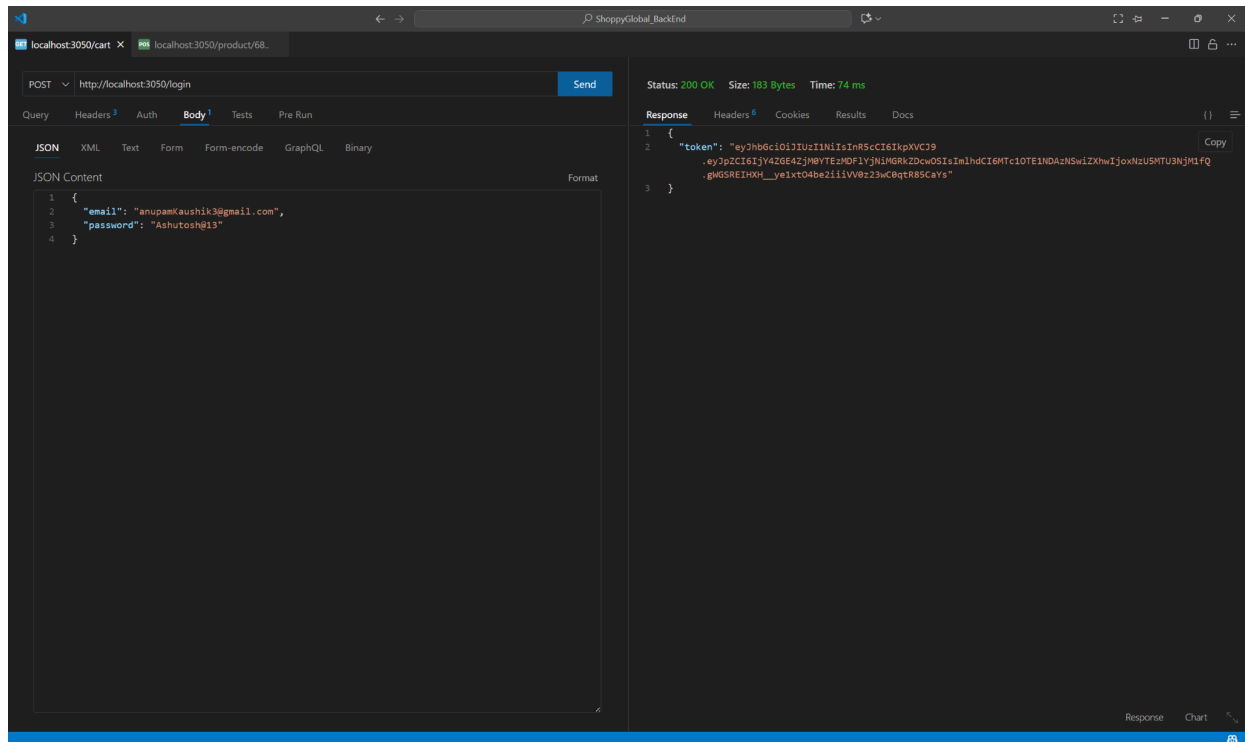 ShoppyGlobal_BackEnd
GET localhost:3050/cart
POS localhost:3050/product/68..
POST http://localhost:3050/login Send
Query Headers 3 Auth Body 1 Tests Pre Run
JSON XML Text Form Form-encode GraphQL Binary
JSON Content Format
1 {
2 "email": "anupamKaushik3@gmail.com",
3 "password": "Ashutosh@13"
4 }
Status: 200 OK Size: 183 Bytes Time: 74 ms
Response Headers 6 Cookies Results Docs {}
Copy
1 {
2 "token": "eyJhbGciOiJIUzI1NiIsInR5cCI6IkpXVCJ9
.eyJpZCI6IjY4ZGE4ZjM0YTEzMDFlYjNiMGRkZDcwOSIsImlhdCI6MTc1OTE1NDAzNSwiZXhwIjoxNzU5MTU3NjM1fQ
.gWGSREIHXH__ye1xtO4be2iiiVV0z23wC0qtR85CaYs"
3 }
Response Chart